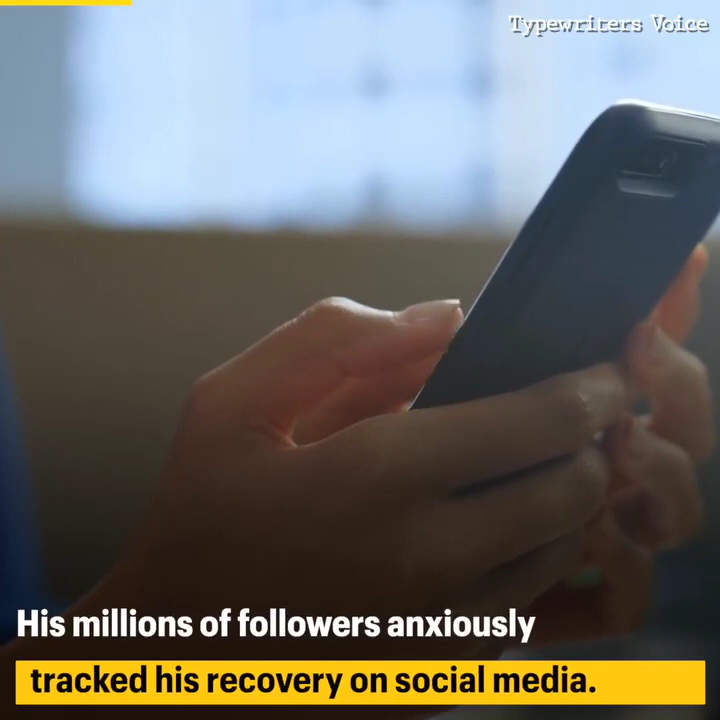 Typewriters Voice
His millions of followers anxiously
tracked his recovery on social media.